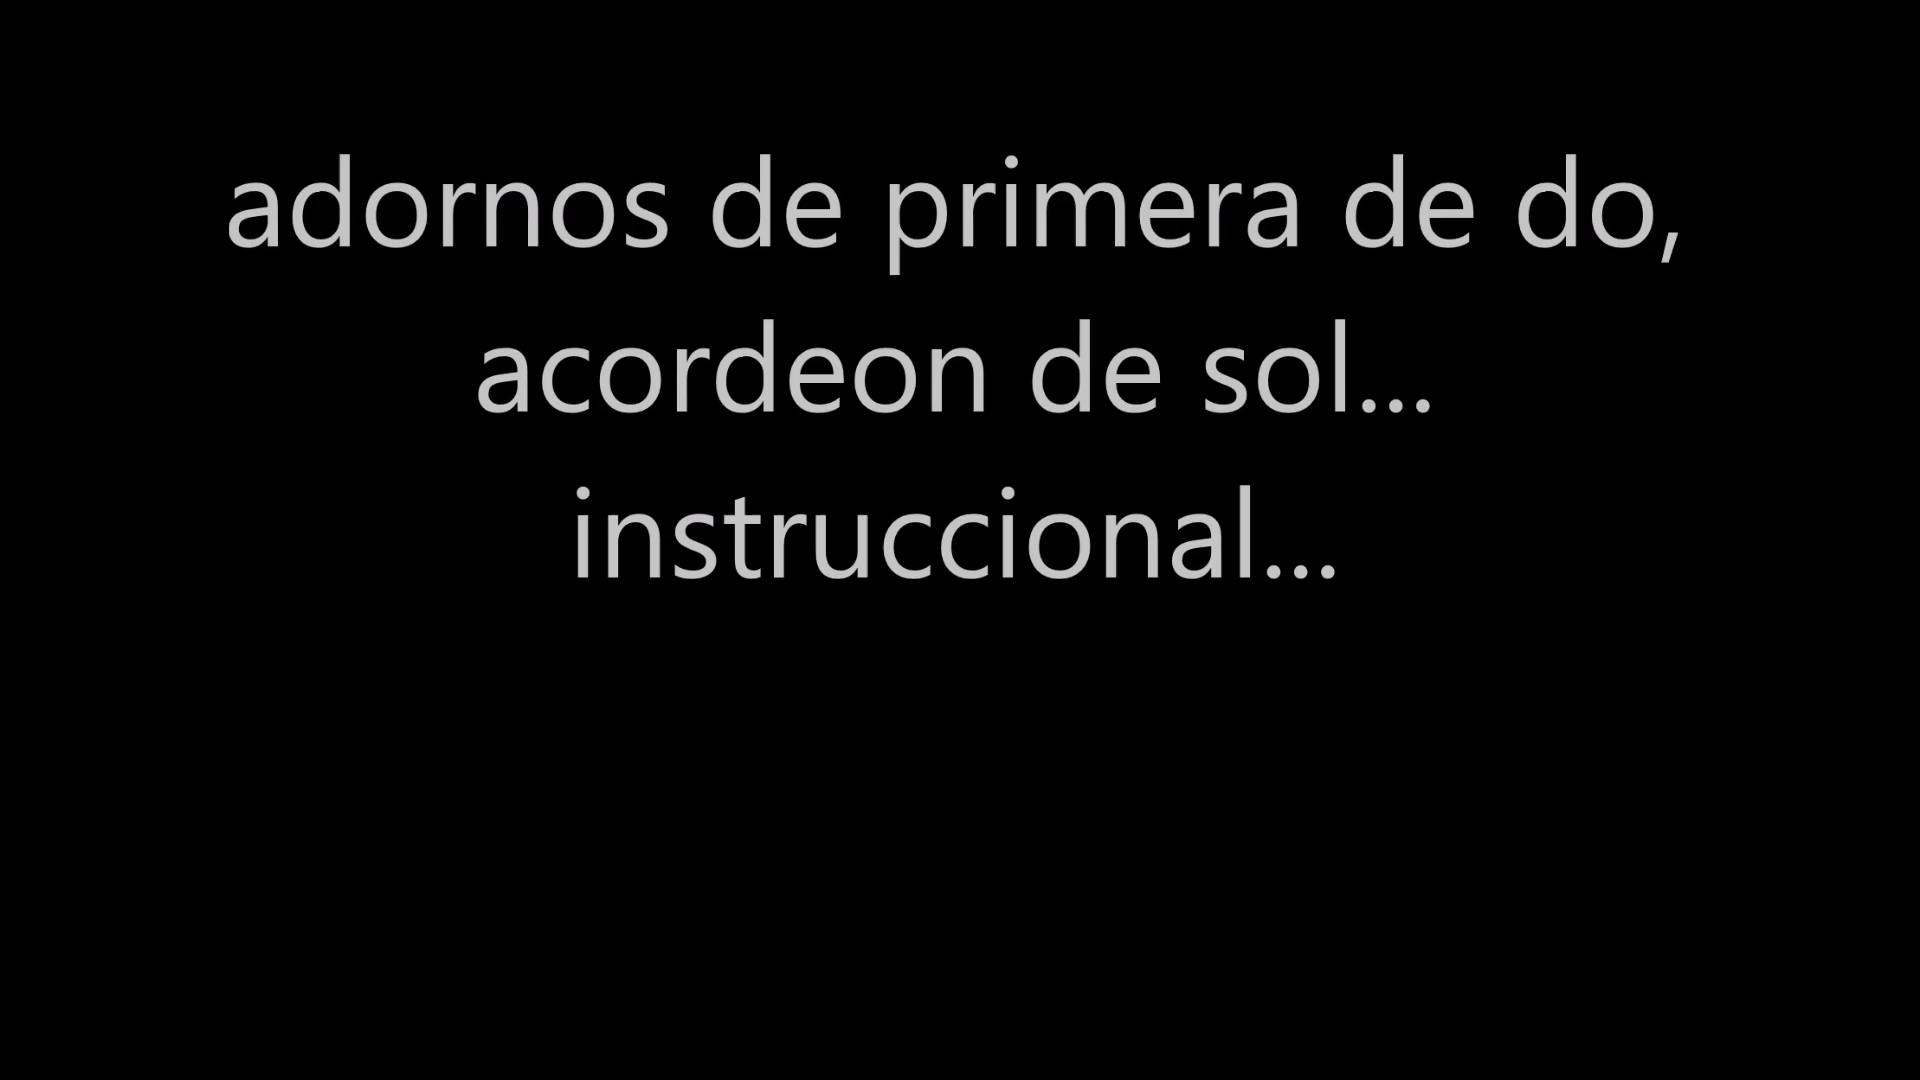 adornos de primera de do,
acordeon de sol...
instruccional...